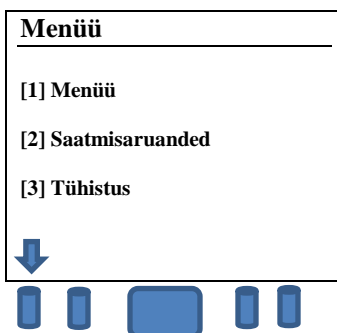 Menüü
[1] Menüü
[2] Saatmisaruanded
[3] Tühistus